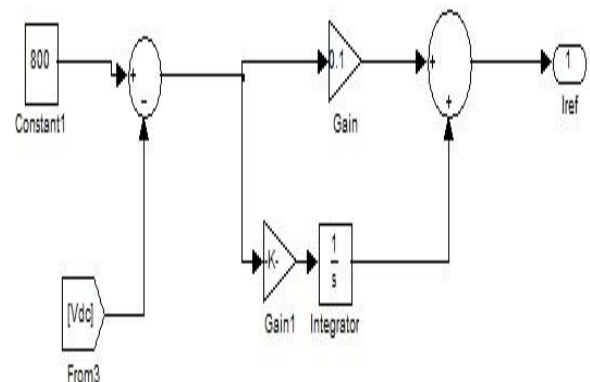 800
Constant1
+
−
0.1
Gain
+
+
1
Iref
[Vdc]
From3
-K-
Gain1
1
s
Integrator